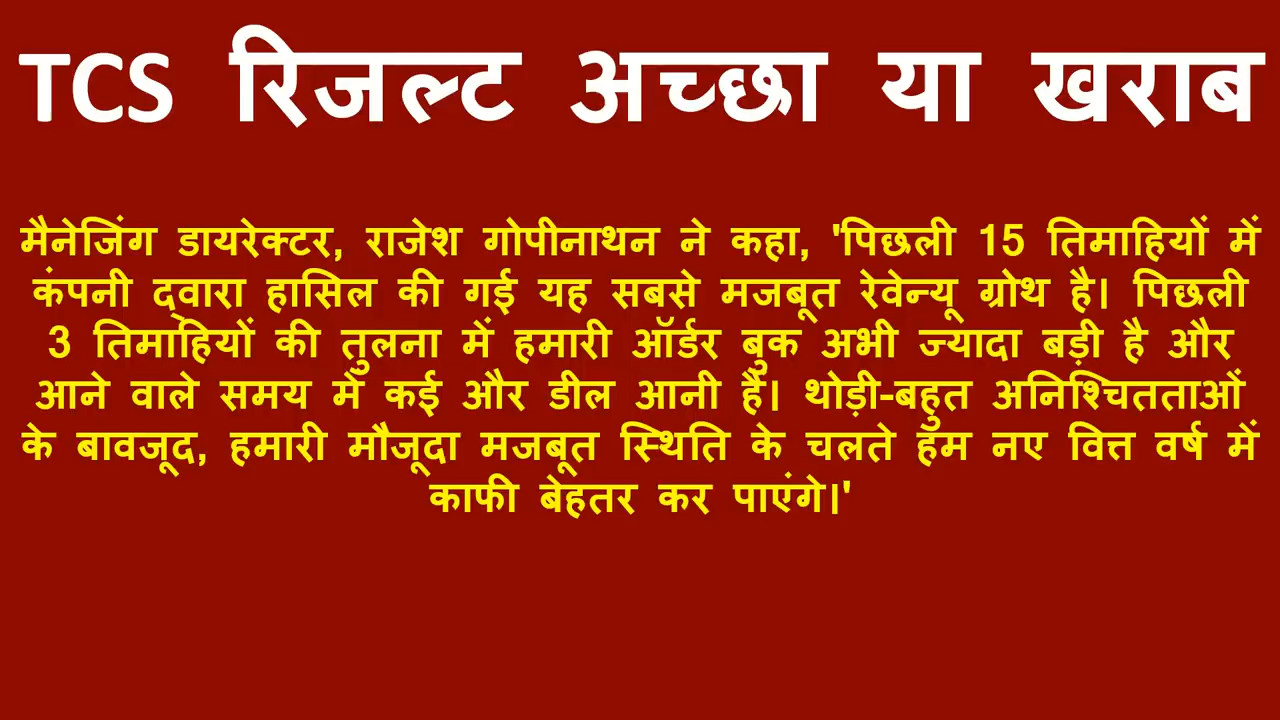 TCS रिजल्ट अच्छा या खराब
मैनेजिंग डायरेक्टर, राजेश गोपीनाथन ने कहा, 'पिछली 15 तिमाहियों में
कंपनी द्वारा हासिल की गई यह सबसे मजबूत रेवेन्यू ग्रोथ है। पिछली
3 तिमाहियों की तुलना में हमारी ऑर्डर बुक अभी ज्यादा बड़ी है और
आने वाले समय में कई और डील आनी हैं। थोड़ी-बहुत अनिश्चितताओं
के बावजूद, हमारी मौजूदा मजबूत स्थिति के चलते हम नए वित्त वर्ष में
काफी बेहतर कर पाएंगे।'